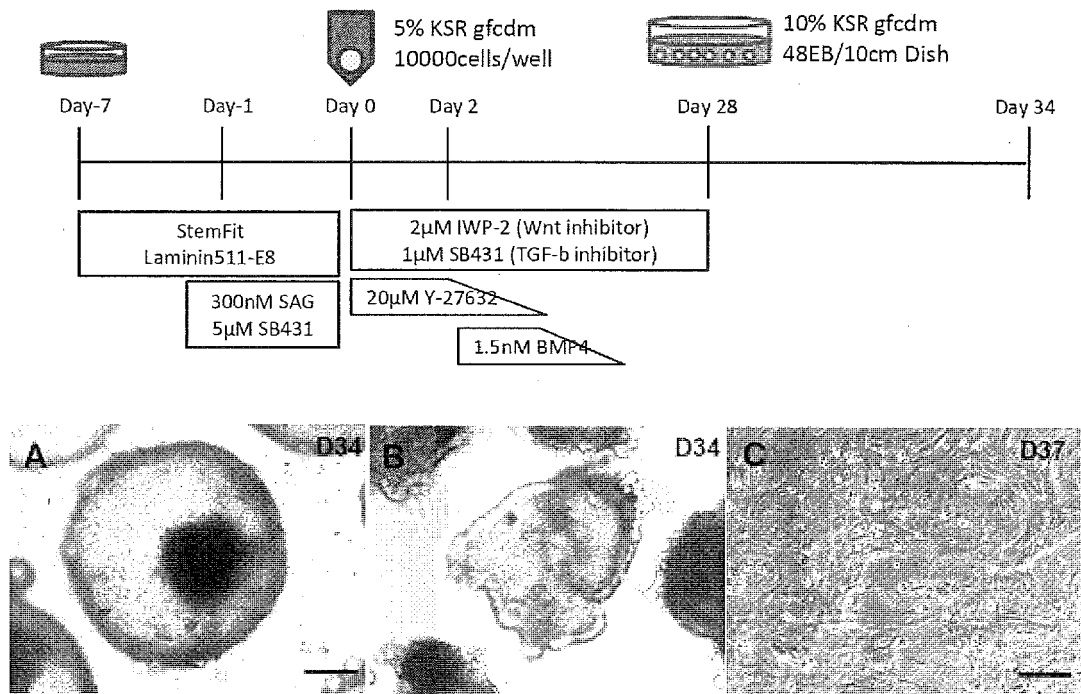 5% KSR gfcdm
10000cells/well
10% KSR gfcdm
48EB/10cm Dish
Day-7
Day-1
Day 0
Day 2
Day 28
Day 34
StemFit
Laminin511-E8
2μM IWP-2 (Wnt inhibitor)
1μM SB431 (TGF-b inhibitor)
300nM SAG
5μM SB431
20μM Y-27632
1.5nM BMP4
A
D34
B
D34
C
D37